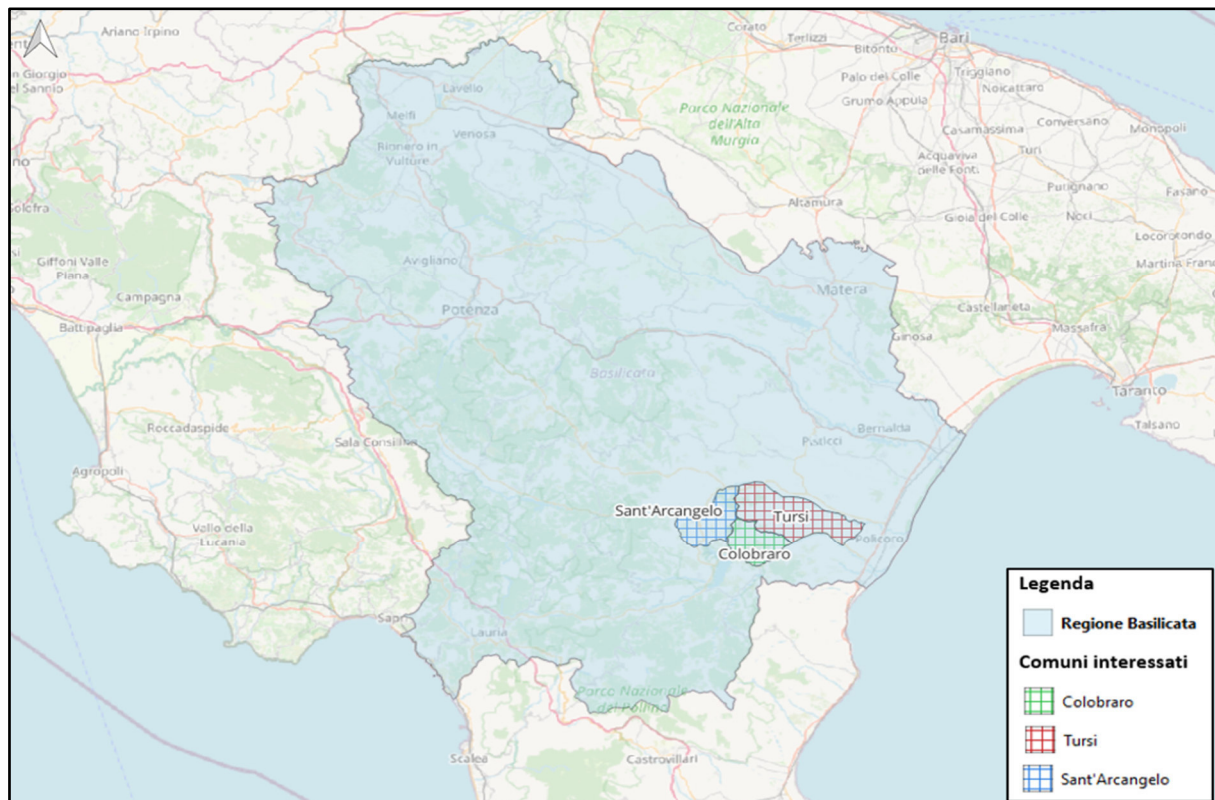 Ariano Irpino
Corato
Terlizzi
Bari
Bitonto
Triggiano
Palo del Colle
Noicattaro
Grumo Appula
Parco Nazionale
dell'Alta
Murgia
Casamassima
Conversano
Monopoli
Turi
Acquaviva
delle Fonti
Putignano
Fasano
Altamura
Gioia del Colle
Noci
Locorotondo
Martina Franc
San Giorgio
el Sannio
Lavello
Melfi
Venosa
Rionero in
Vulture
Giffoni Valle
Piana
Campagna
Battipaglia
Avigliano
Potenza
Matera
Castellaneta
Ginosa
Massafra
Taranto
Talsano
Basilicata
Roccadaspide
Sala Consilina
Agropoli
Vallo della
Lucania
Pisticci
Bernalda
Sant'Arcangelo
Tursi
Colobraro
Policoro
Sapri
Lauria
Parco Nazionale
del Pollino
Scalea
Castrovillari
Legenda
Regione Basilicata
Comuni interessati
Colobraro
Tursi
Sant'Arcangelo